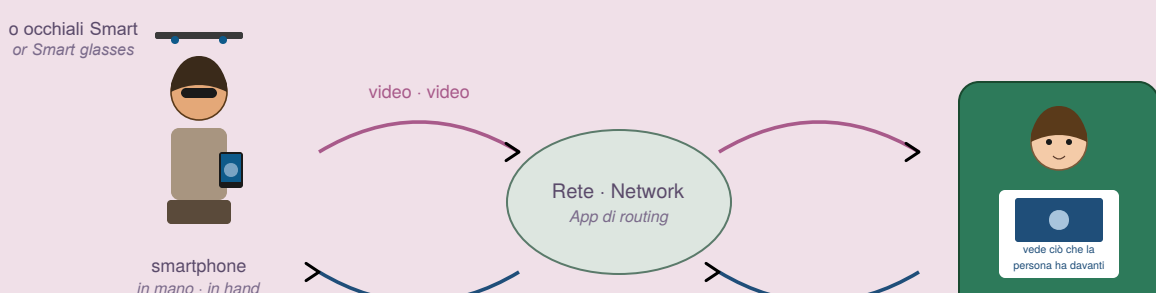 o occhiali Smart
or Smart glasses
video · video
Rete · Network
App di routing
vede ciò che la
persona ha davanti
smartphone
in mano · in hand